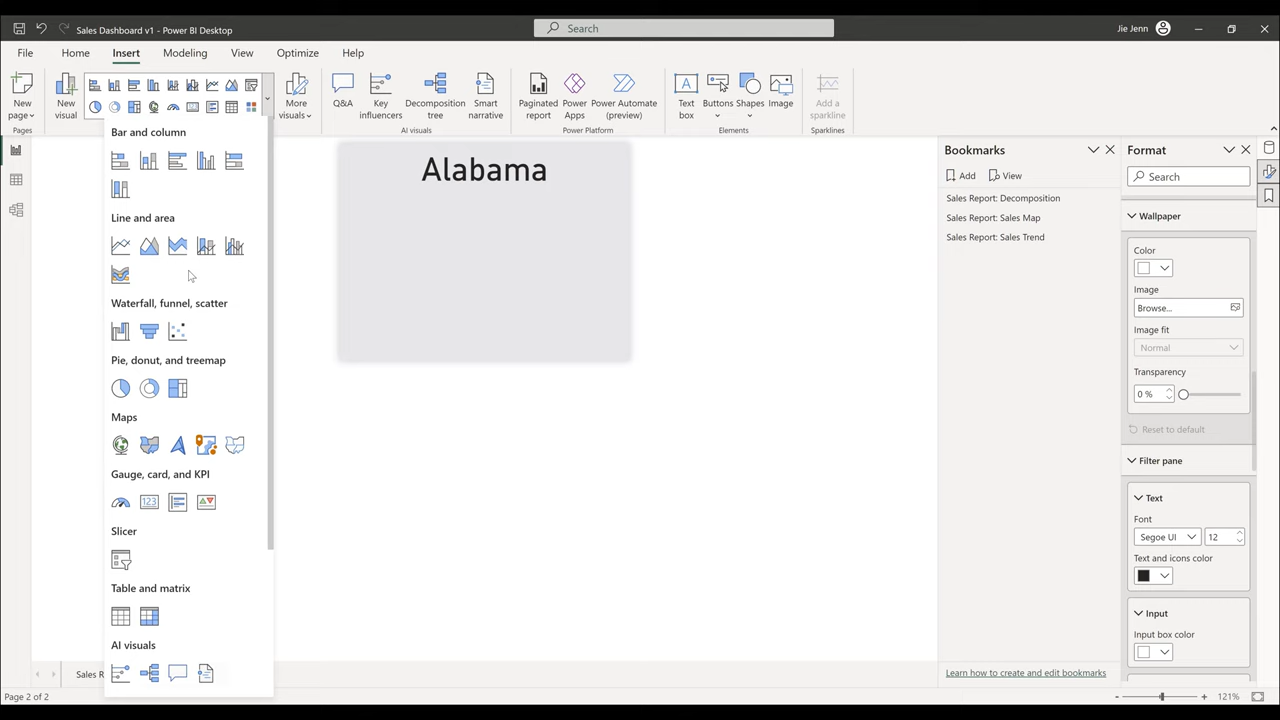 Sales Dashboard v1 - Power BI Desktop
Search
Jie Jenn
File
Home
Insert
Modeling
View
Optimize
Help
New page
New visual
More visuals
Q&A
Key influencers
Decomposition tree
Smart narrative
Paginated report
Power Apps
Power Automate (preview)
Text box
Buttons
Shapes
Image
Add a sparkline
Pages
AI visuals
Power Platform
Elements
Sparklines
Bar and column
Line and area
Waterfall, funnel, scatter
Pie, donut, and treemap
Maps
Gauge, card, and KPI
123
Slicer
Table and matrix
AI visuals
Alabama
Bookmarks
Add
View
Sales Report: Decomposition
Sales Report: Sales Map
Sales Report: Sales Trend
Learn how to create and edit bookmarks
Format
Search
Wallpaper
Color
Image
Browse...
Image fit
Normal
Transparency
0 %
Reset to default
Filter pane
Text
Font
Segoe UI
12
Text and icons color
Input
Input box color
Sales R
Page 2 of 2
- + 121%